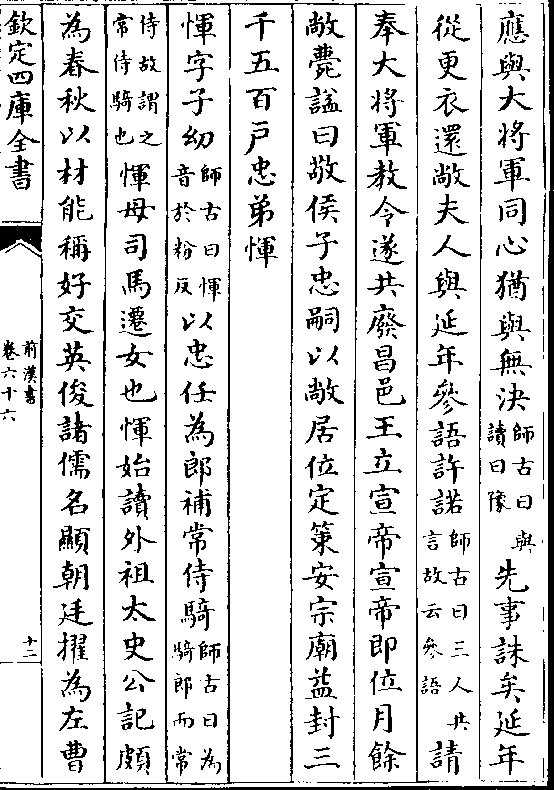 應與大將軍同心猶與無決師古曰與讀曰豫先事誅矣延年
從更衣還敞夫人與延年參語許諾師古曰三人共言故云參語請
奉大將軍教令遂共廢昌邑王立宣帝宣帝即位月餘
敞薨諡曰敬侯子忠嗣以敞居位定策安宗廟益封三
千五百戸忠弟惲
惲字子幼師古曰惲音於粉反以忠任為郎補常侍騎師古曰為騎郎而常
侍故謂之常侍騎也惲母司馬遷女也惲始讀外祖太史公記頗
為春秋以材能稱好交英俊諸儒名顯朝廷擢為左曹
欽定四庫全書
前漢書
卷六十六
十二